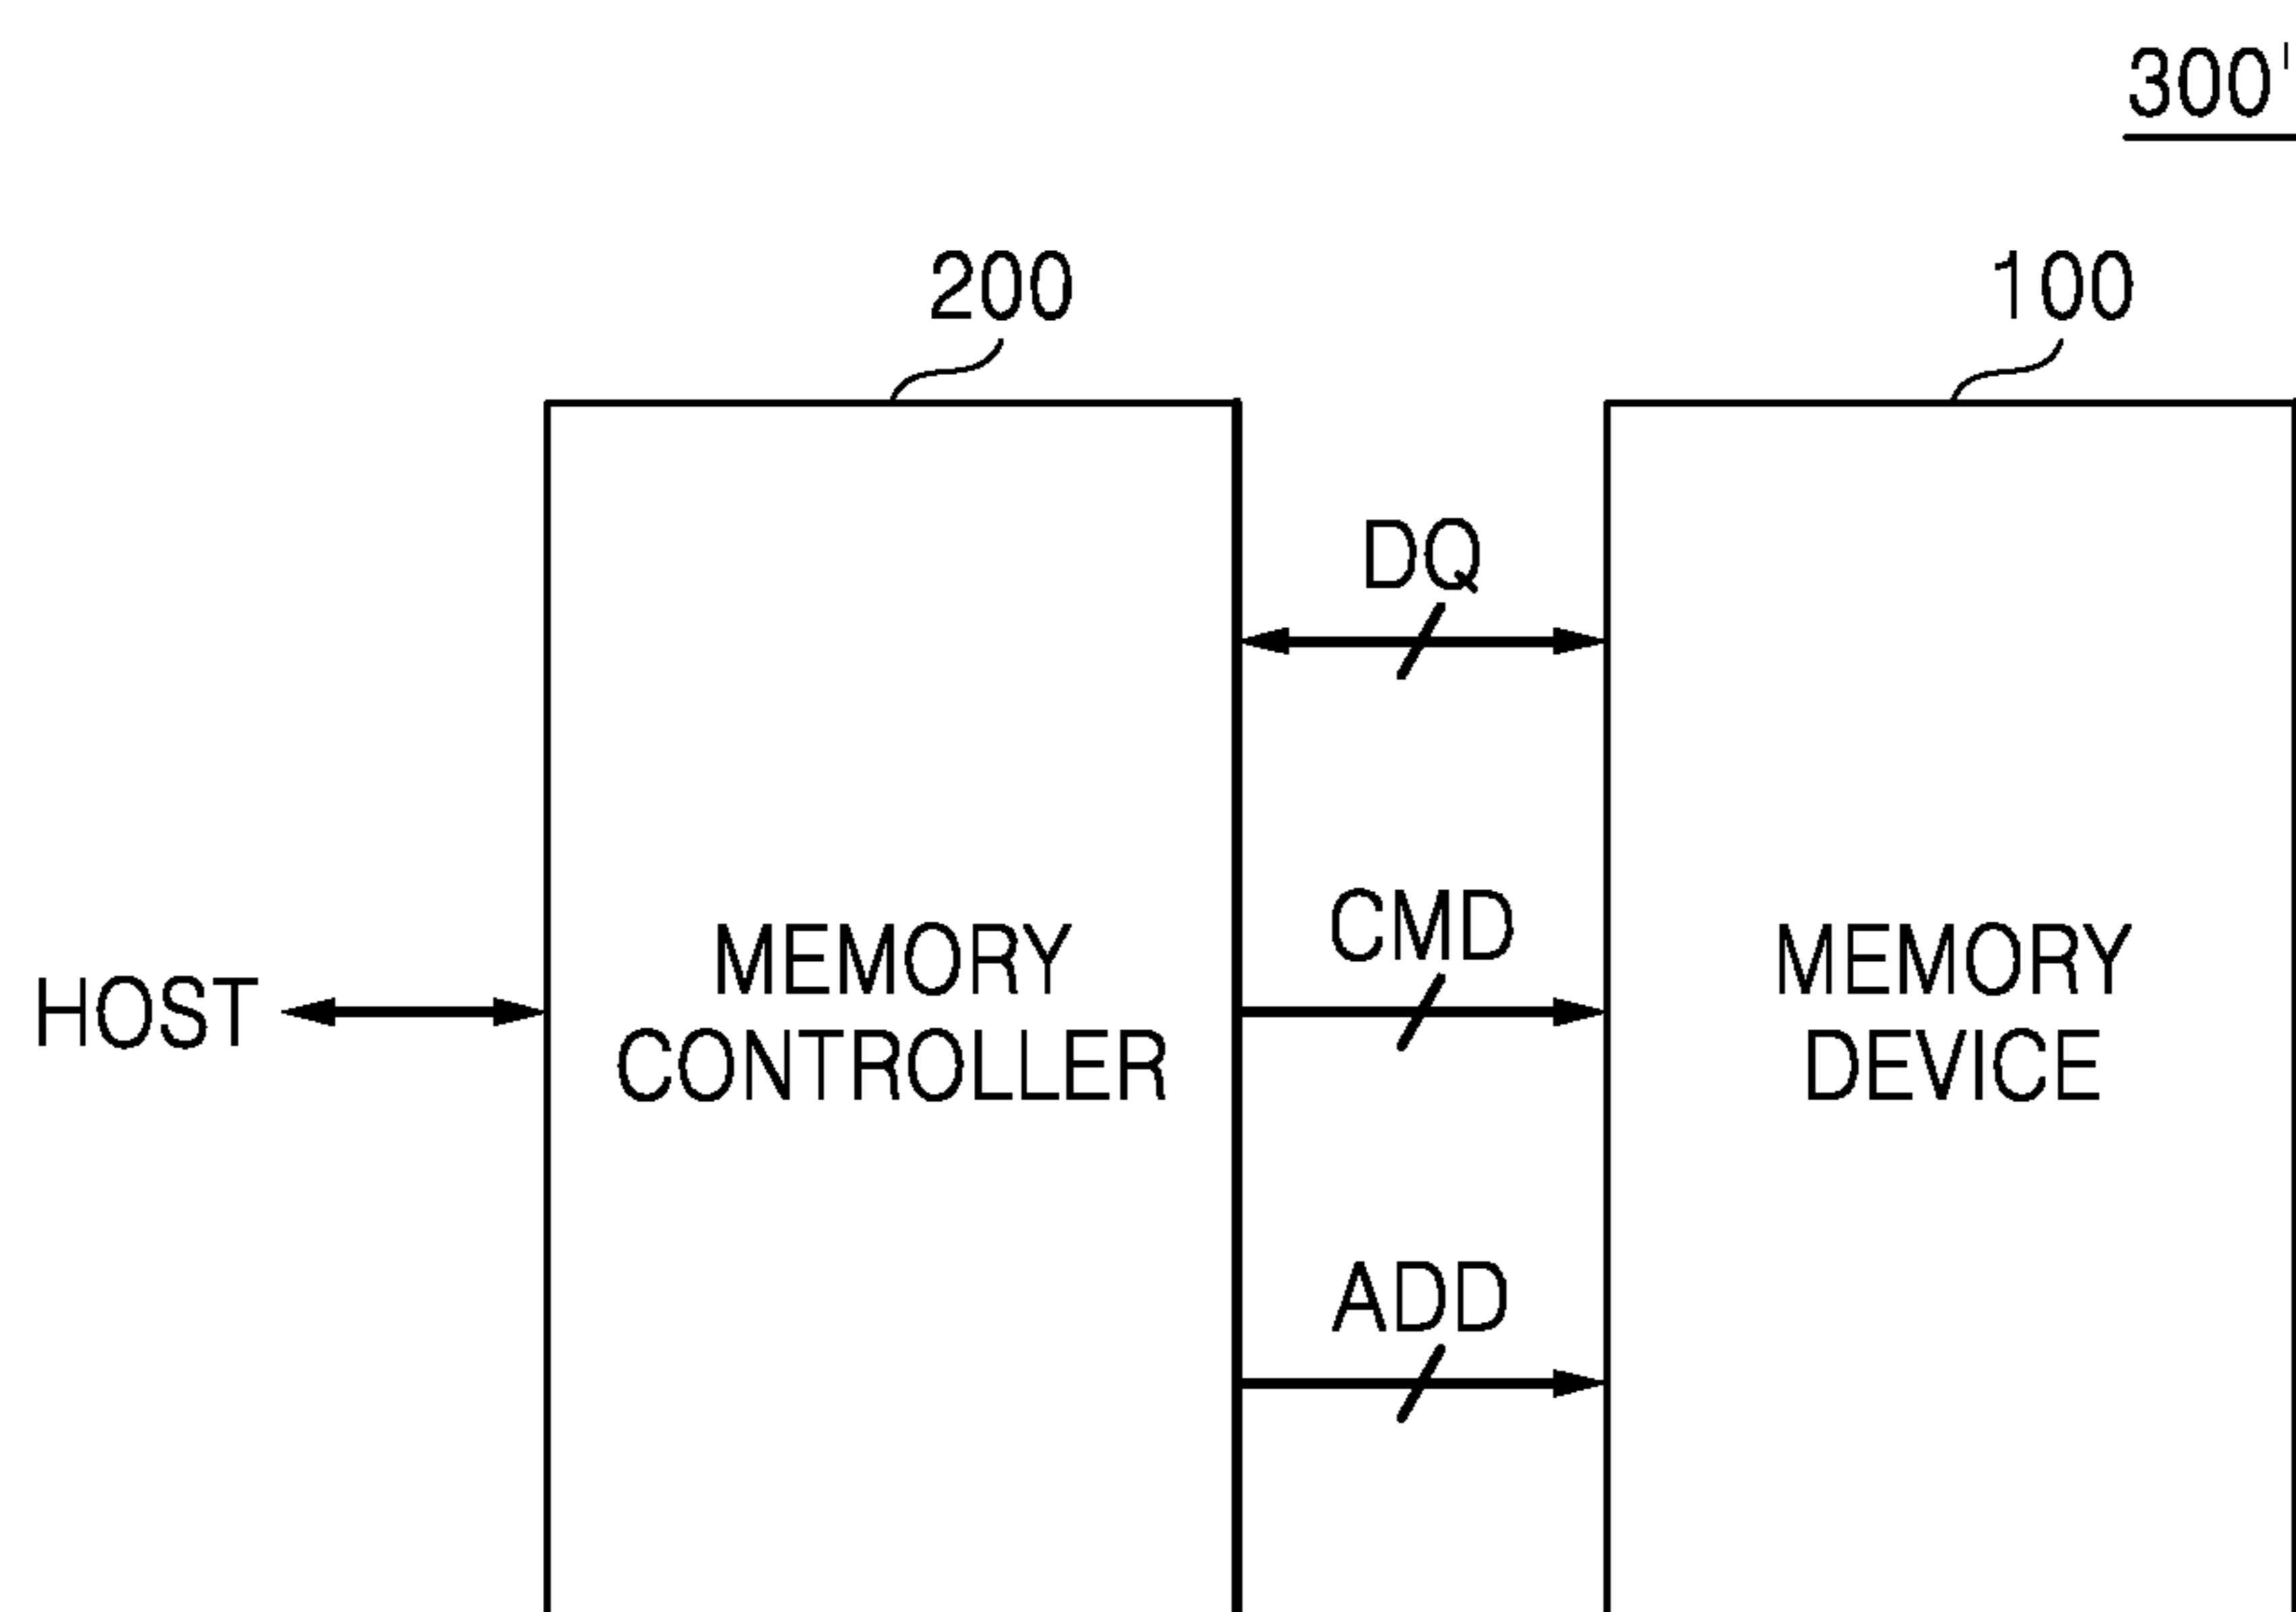 300'
200
100
DQ
CMD
MEMORY
CONTROLLER
MEMORY
DEVICE
HOST
ADD